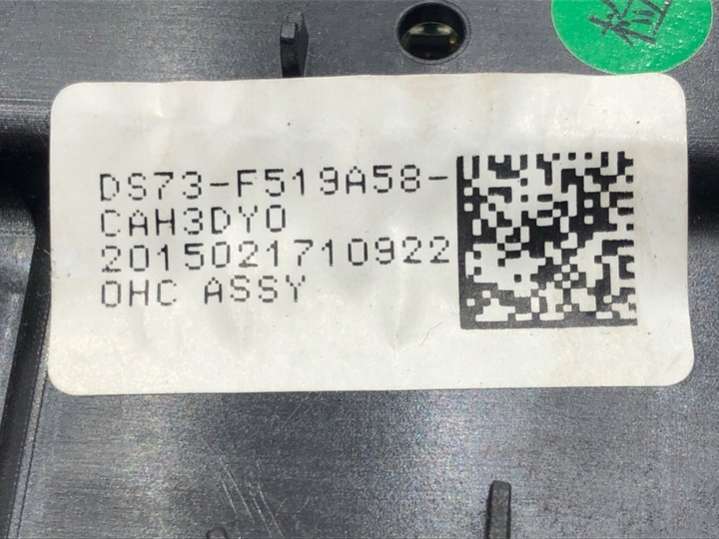 DS73-F519A58-
CAH3DY0
2015021710922
OHC ASSY